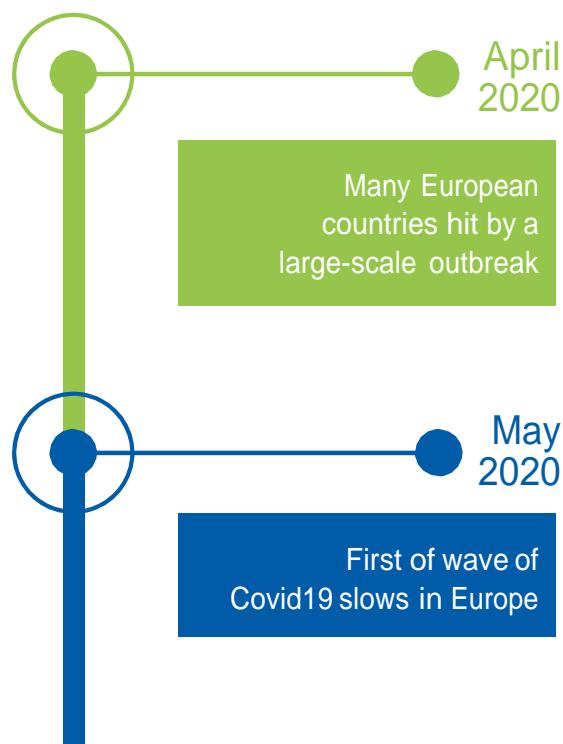 April
2020
Many European
countries hit by a
large-scale outbreak
May
2020
First of wave of
Covid19 slows in Europe